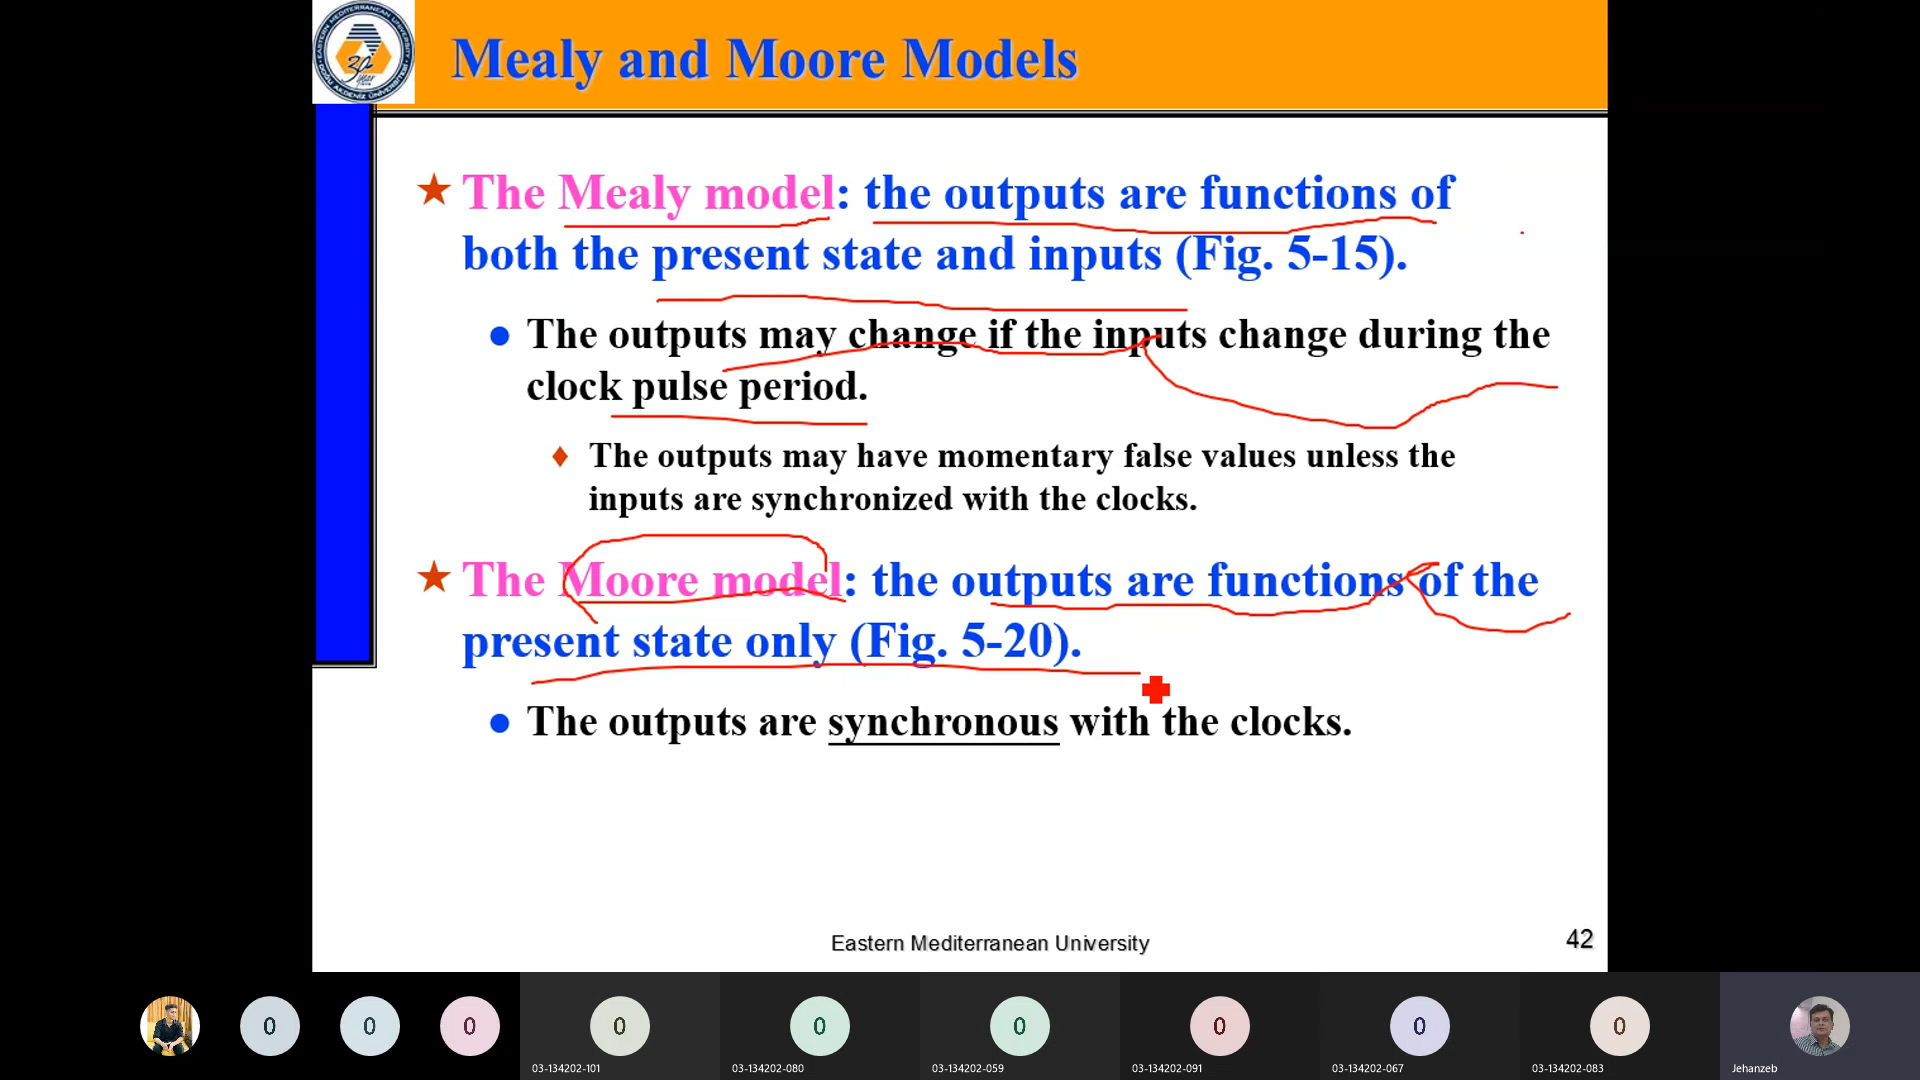 Mealy and Moore Models
The Mealy model: the outputs are functions of
both the present state and inputs (Fig. 5-15).
The outputs may change if the inputs change during the
clock pulse period.
The outputs may have momentary false values unless the
inputs are synchronized with the clocks.
The Moore model: the outputs are functions of the
present state only (Fig. 5-20).
The outputs are synchronous with the clocks.
Eastern Mediterranean University
42
0
0
0
0
0
0
0
0
0
03-134202-101
03-134202-080
03-134202-059
03-134202-091
03-134202-067
03-134202-083
Jehanzeb